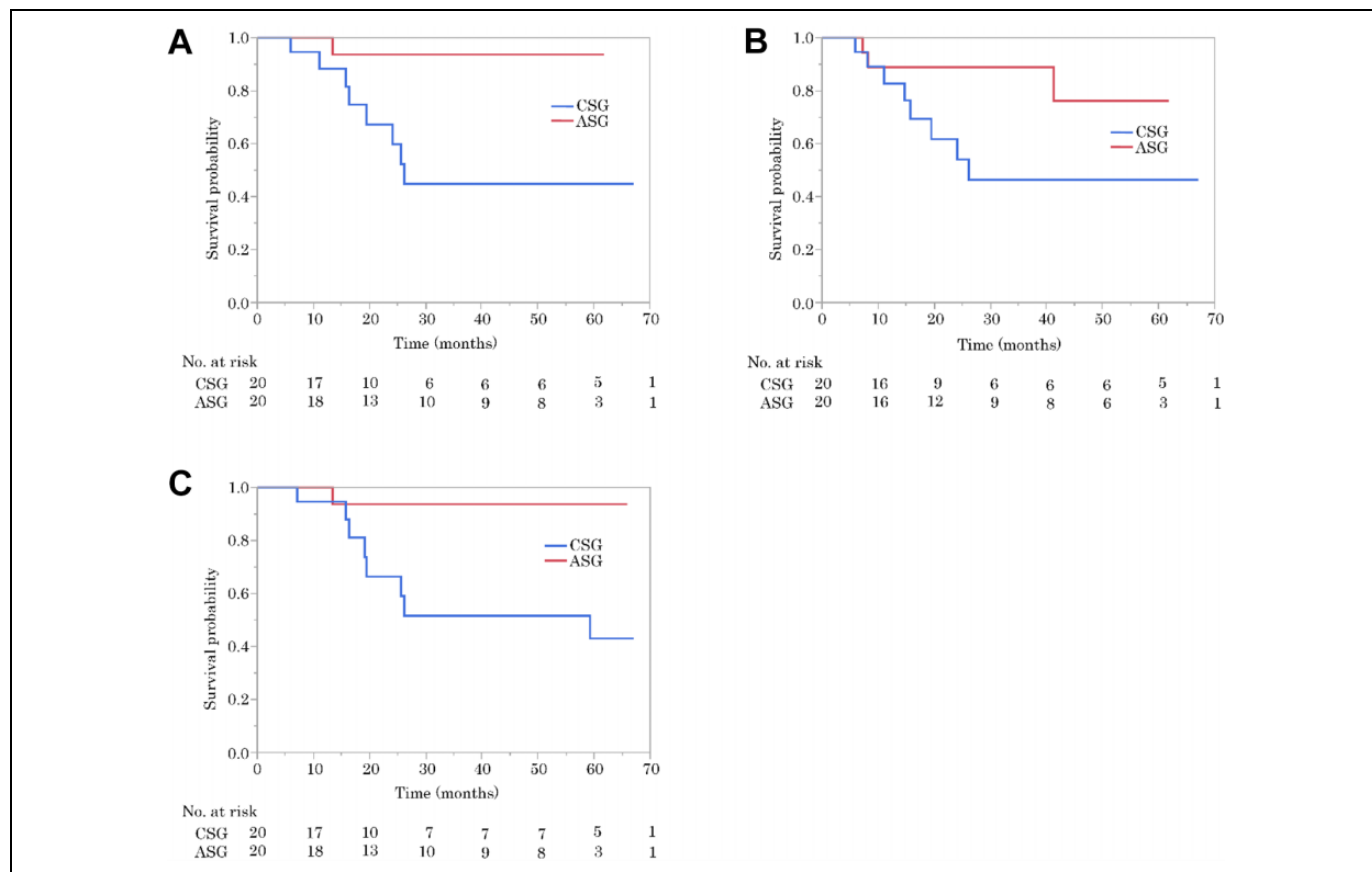 A
1.0
0.8
0.6
0.4
0.2
0.0
Survival probability
CSG
ASG
0 10 20 30 40 50 60 70
Time (months)
No. at risk
CSG 20 17 10 6 6 6 5 1
ASG 20 18 13 10 9 8 3 1
B
1.0
0.8
0.6
0.4
0.2
0.0
Survival probability
CSG
ASG
0 10 20 30 40 50 60 70
Time (months)
No. at risk
CSG 20 16 9 6 6 6 5 1
ASG 20 16 12 9 8 6 3 1
C
1.0
0.8
0.6
0.4
0.2
0.0
Survival probability
CSG
ASG
0 10 20 30 40 50 60 70
Time (months)
No. at risk
CSG 20 17 10 7 7 7 5 1
ASG 20 18 13 10 9 8 3 1